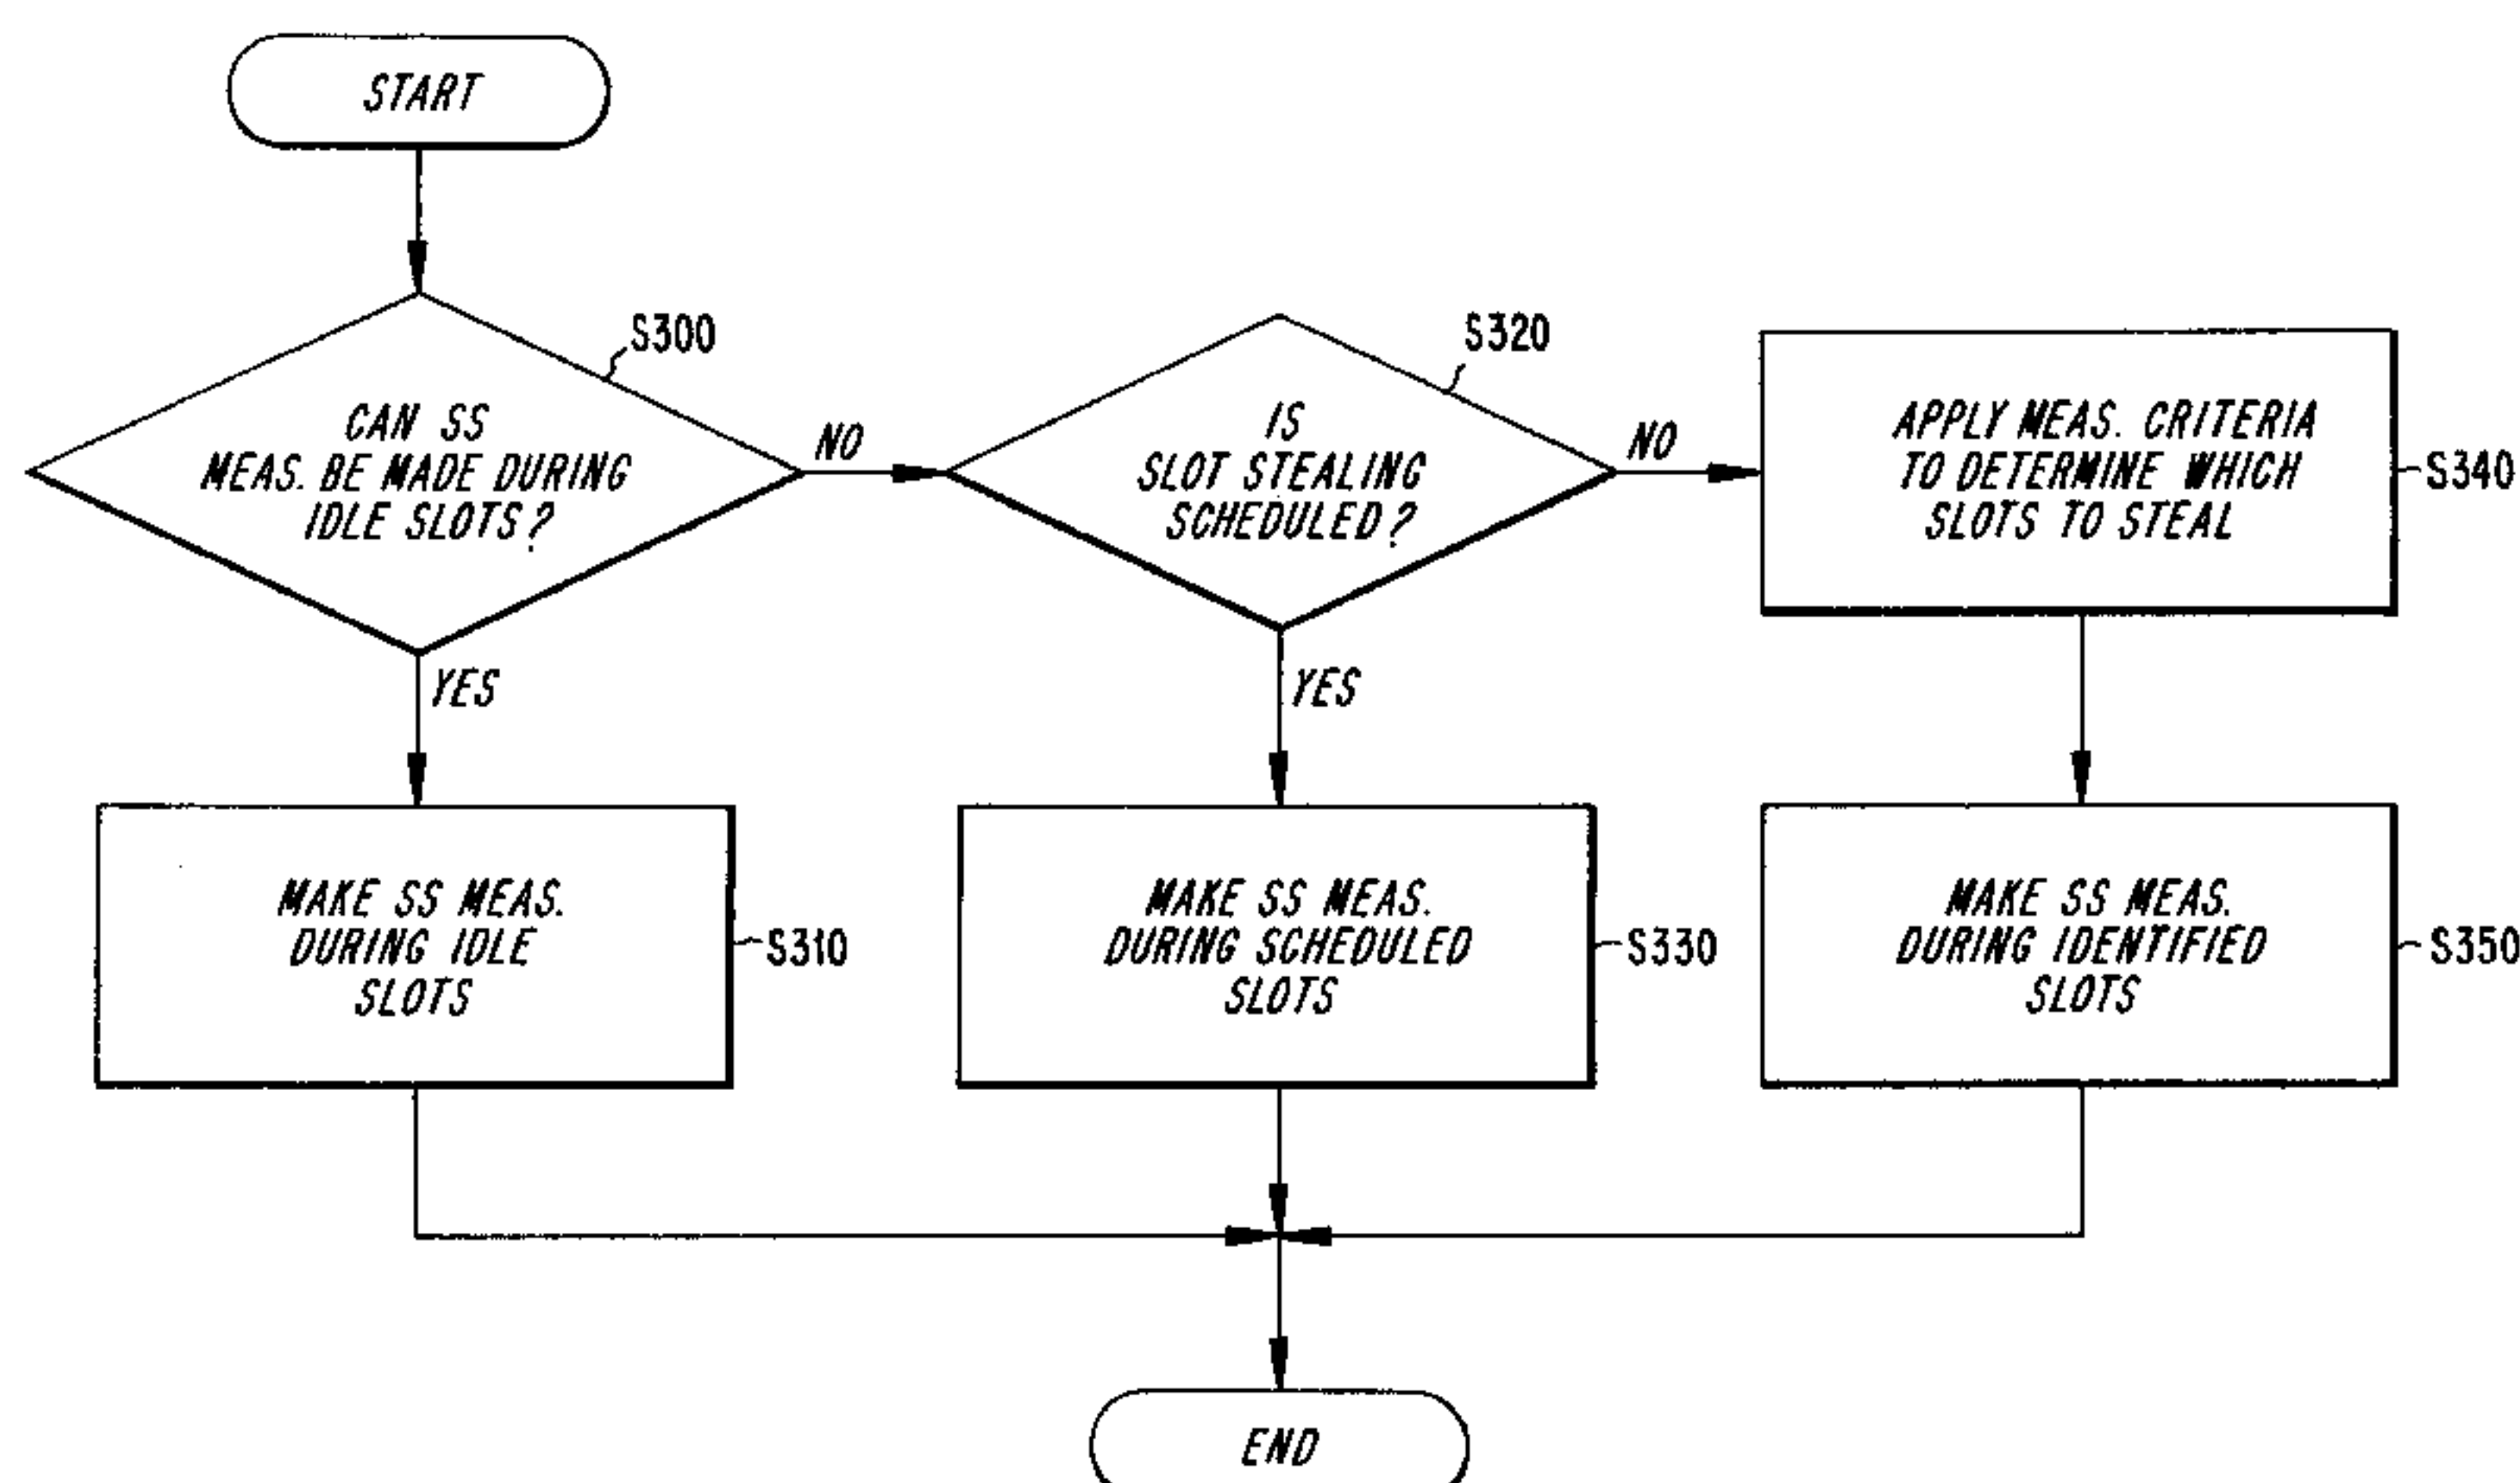 START
S300
CAN SS
MEAS. BE MADE DURING
IDLE SLOTS?
NO
YES
S320
IS
SLOT STEALING
SCHEDULED?
NO
YES
APPLY MEAS. CRITERIA
TO DETERMINE WHICH
SLOTS TO STEAL
S340
MAKE SS MEAS.
DURING IDLE
SLOTS
S310
MAKE SS MEAS.
DURING SCHEDULED
SLOTS
S330
MAKE SS MEAS.
DURING IDENTIFIED
SLOTS
S350
END